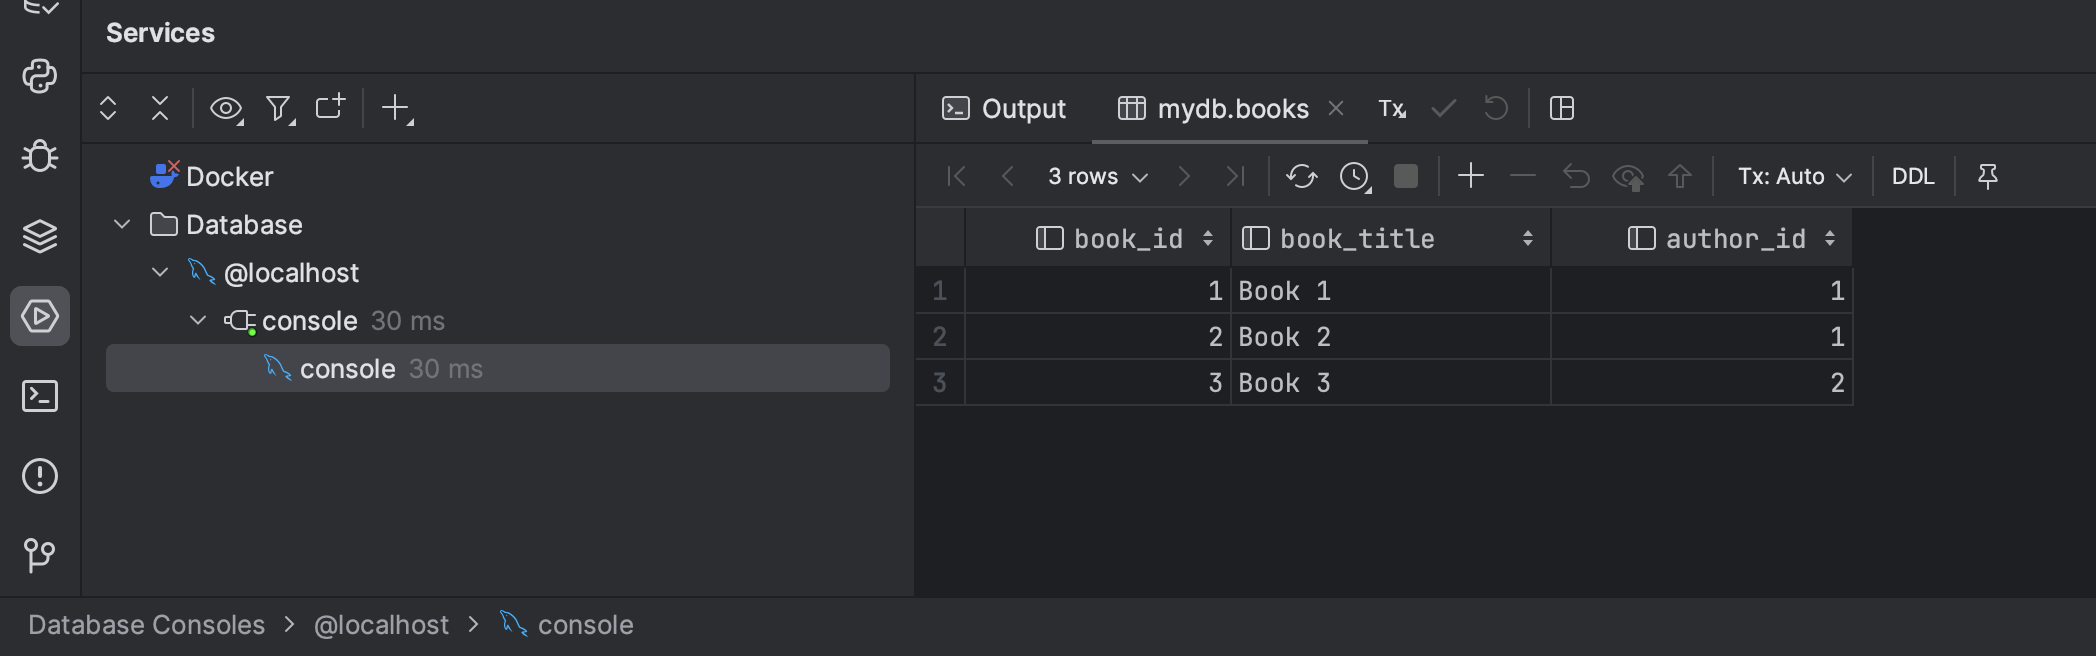 Services
Output mydb.books Tx
3 rows Tx: Auto DDL
Docker
Database
@localhost
console 30 ms
console 30 ms
book_id book_title author_id
1 1 Book 1 1
2 2 Book 2 1
3 3 Book 3 2
Database Consoles > @localhost > console